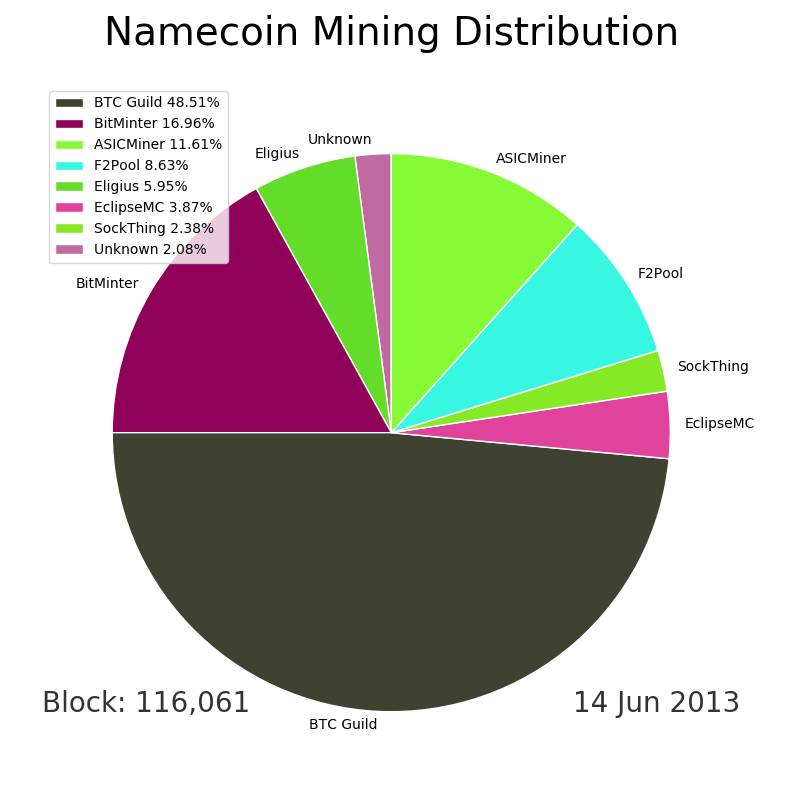 Namecoin Mining Distribution
BTC Guild 48.51%
BitMinter 16.96%
ASICMiner 11.61%
F2Pool 8.63%
Eligius 5.95%
EclipseMC 3.87%
SockThing 2.38%
Unknown 2.08%
Unknown
Eligius
ASICMiner
F2Pool
BitMinter
SockThing
EclipseMC
Block: 116,061
14 Jun 2013
BTC Guild